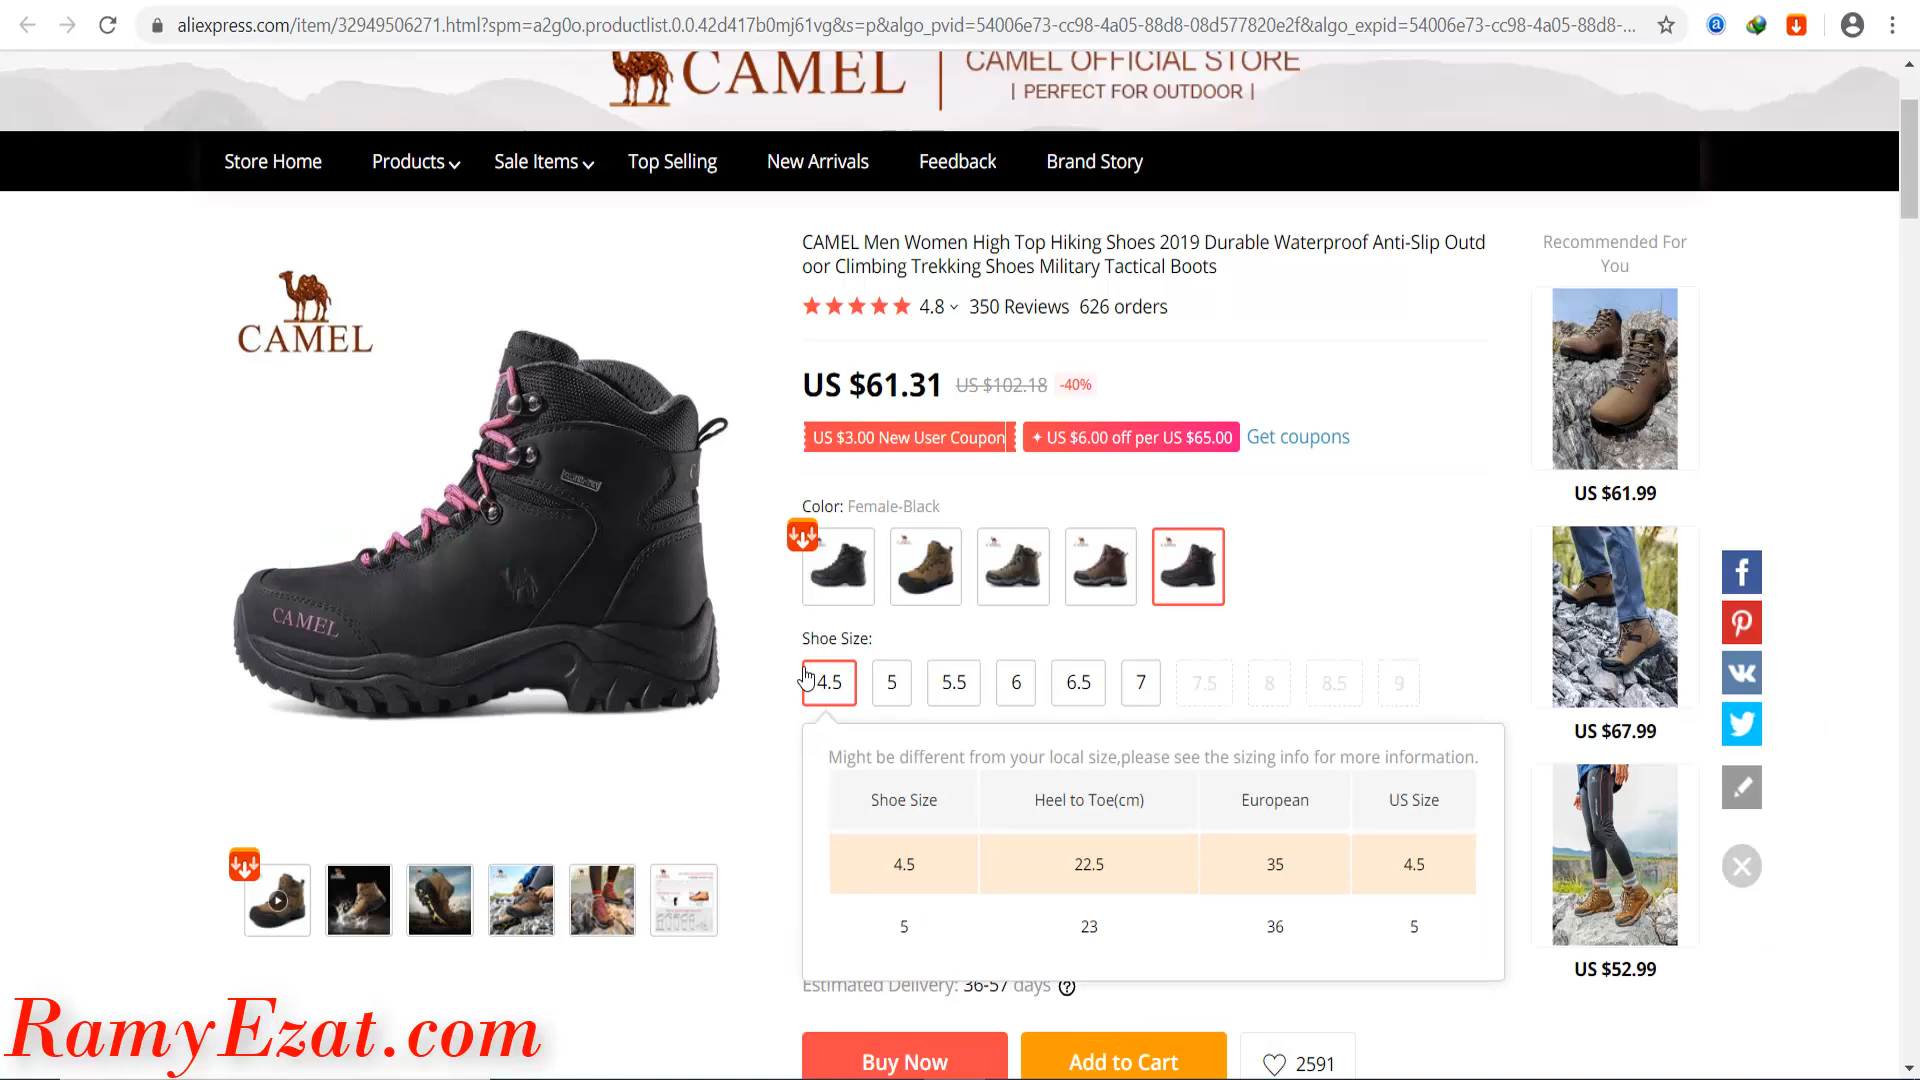 aliexpress.com/item/32949506271.html?spm=a2g0o.productlist.0.0.42d417b0mj61vg&s=p&algo_pvid=54006e73-cc98-4a05-88d8-08d577820e2f&algo_expid=54006e73-cc98-4a05-88d8-...
CAMEL
CAMEL OFFICIAL STORE
| PERFECT FOR OUTDOOR |
Store Home
Products
Sale Items
Top Selling
New Arrivals
Feedback
Brand Story
CAMEL
CAMEL
CAMEL Men Women High Top Hiking Shoes 2019 Durable Waterproof Anti-Slip Outd
oor Climbing Trekking Shoes Military Tactical Boots
4.8
350 Reviews
626 orders
US $61.31
US $102.18
-40%
US $3.00 New User Coupon
US $6.00 off per US $65.00
Get coupons
Color: Female-Black
Shoe Size:
4.5
5
5.5
6
6.5
7
7.5
8
8.5
9
Might be different from your local size,please see the sizing info for more information.
Shoe Size
Heel to Toe(cm)
European
US Size
4.5
22.5
35
4.5
5
23
36
5
Estimated Delivery: 36-57 days
Buy Now
Add to Cart
2591
Recommended For
You
US $61.99
US $67.99
US $52.99
RamyEzat.com